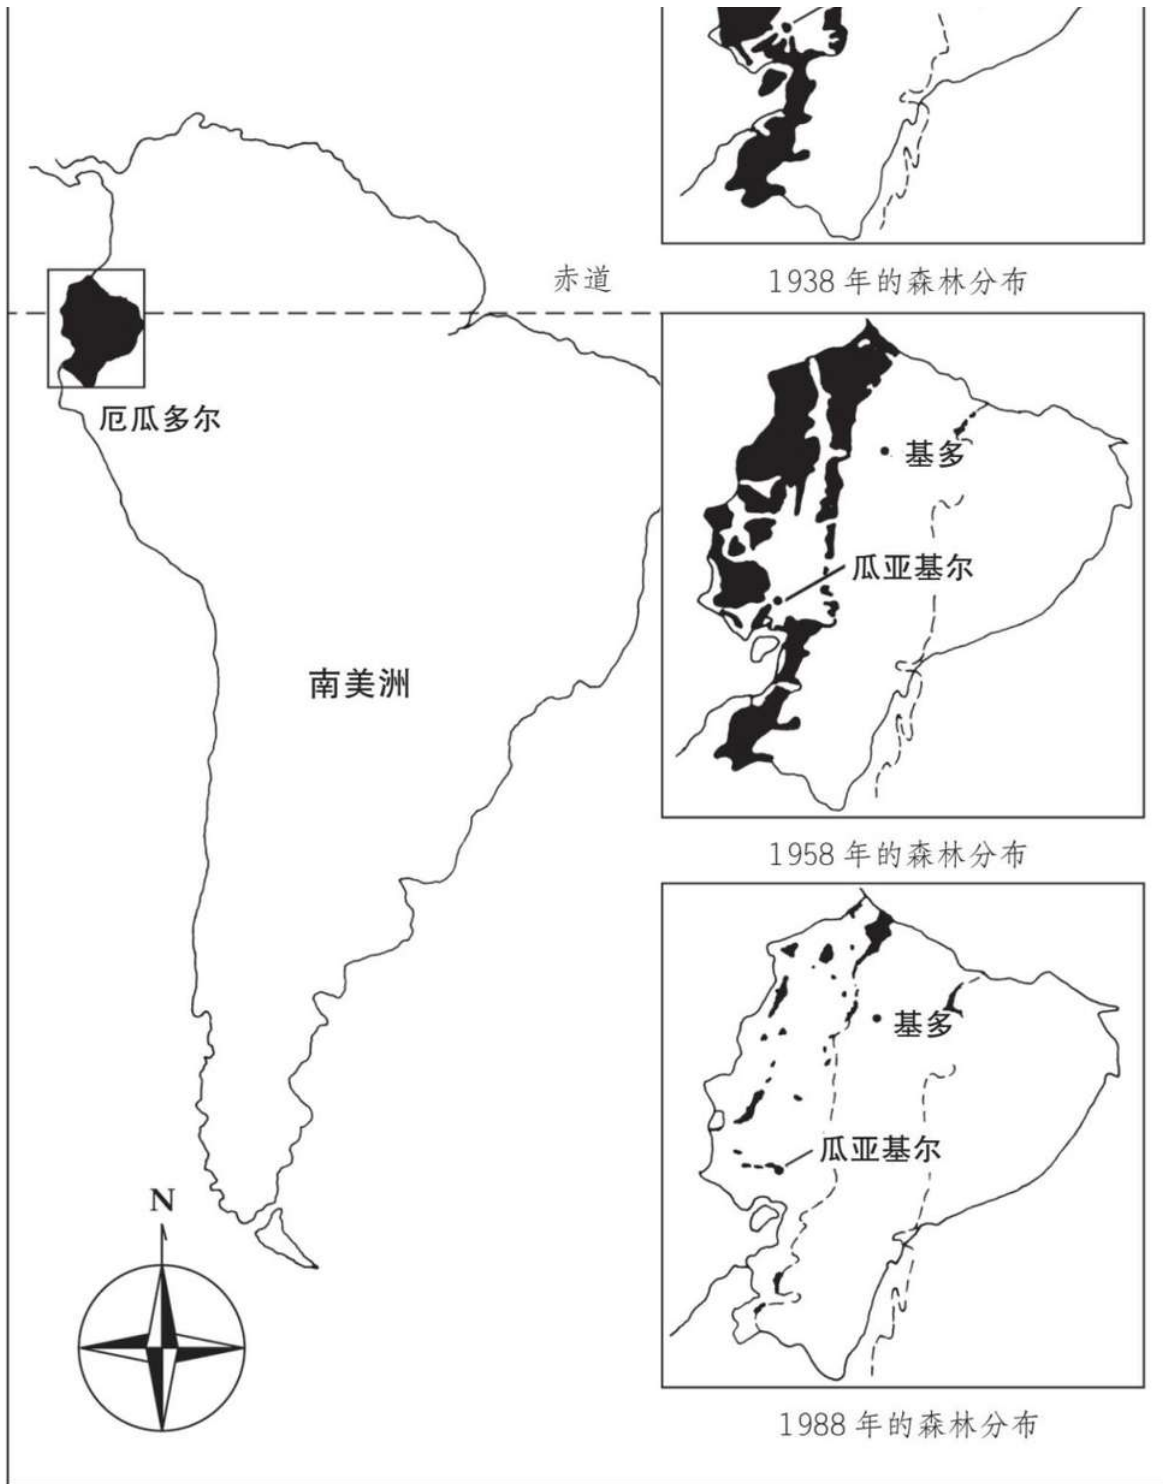 赤道
厄瓜多尔
南美洲
N
1938 年的森林分布
基多
瓜亚基尔
1958 年的森林分布
基多
瓜亚基尔
1988 年的森林分布